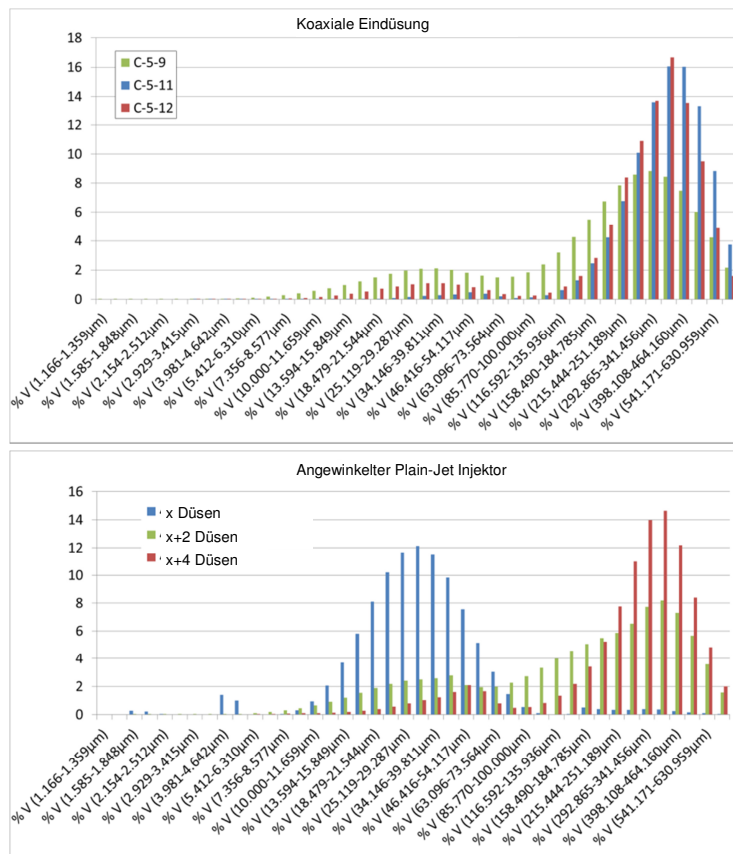 Koaxiale Eindüsung
18
16
14
12
10
8
6
4
2
0
C-5-9
C-5-11
C-5-12
% V (1.166-1.359µm)
% V (1.585-1.848µm)
% V (2.154-2.512µm)
% V (2.929-3.415µm)
% V (3.981-4.642µm)
% V (5.412-6.310µm)
% V (7.356-8.577µm)
% V (10.000-11.659µm)
% V (13.594-15.849µm)
% V (18.479-21.544µm)
% V (25.119-29.287µm)
% V (34.146-39.811µm)
% V (46.416-54.117µm)
% V (63.096-73.564µm)
% V (85.770-100.000µm)
% V (116.592-135.936µm)
% V (158.490-184.785µm)
% V (215.444-251.189µm)
% V (292.865-341.456µm)
% V (398.108-464.160µm)
% V (541.171-630.959µm)
Angewinkelter Plain-Jet Injektor
16
14
12
10
8
6
4
2
0
x Düsen
x+2 Düsen
x+4 Düsen
% V (1.166-1.359µm)
% V (1.585-1.848µm)
% V (2.154-2.512µm)
% V (2.929-3.415µm)
% V (3.981-4.642µm)
% V (5.412-6.310µm)
% V (7.356-8.577µm)
% V (10.000-11.659µm)
% V (13.594-15.849µm)
% V (18.479-21.544µm)
% V (25.119-29.287µm)
% V (34.146-39.811µm)
% V (46.416-54.117µm)
% V (63.096-73.564µm)
% V (85.770-100.000µm)
% V (116.592-135.936µm)
% V (158.490-184.785µm)
% V (215.444-251.189µm)
% V (292.865-341.456µm)
% V (398.108-464.160µm)
% V (541.171-630.959µm)